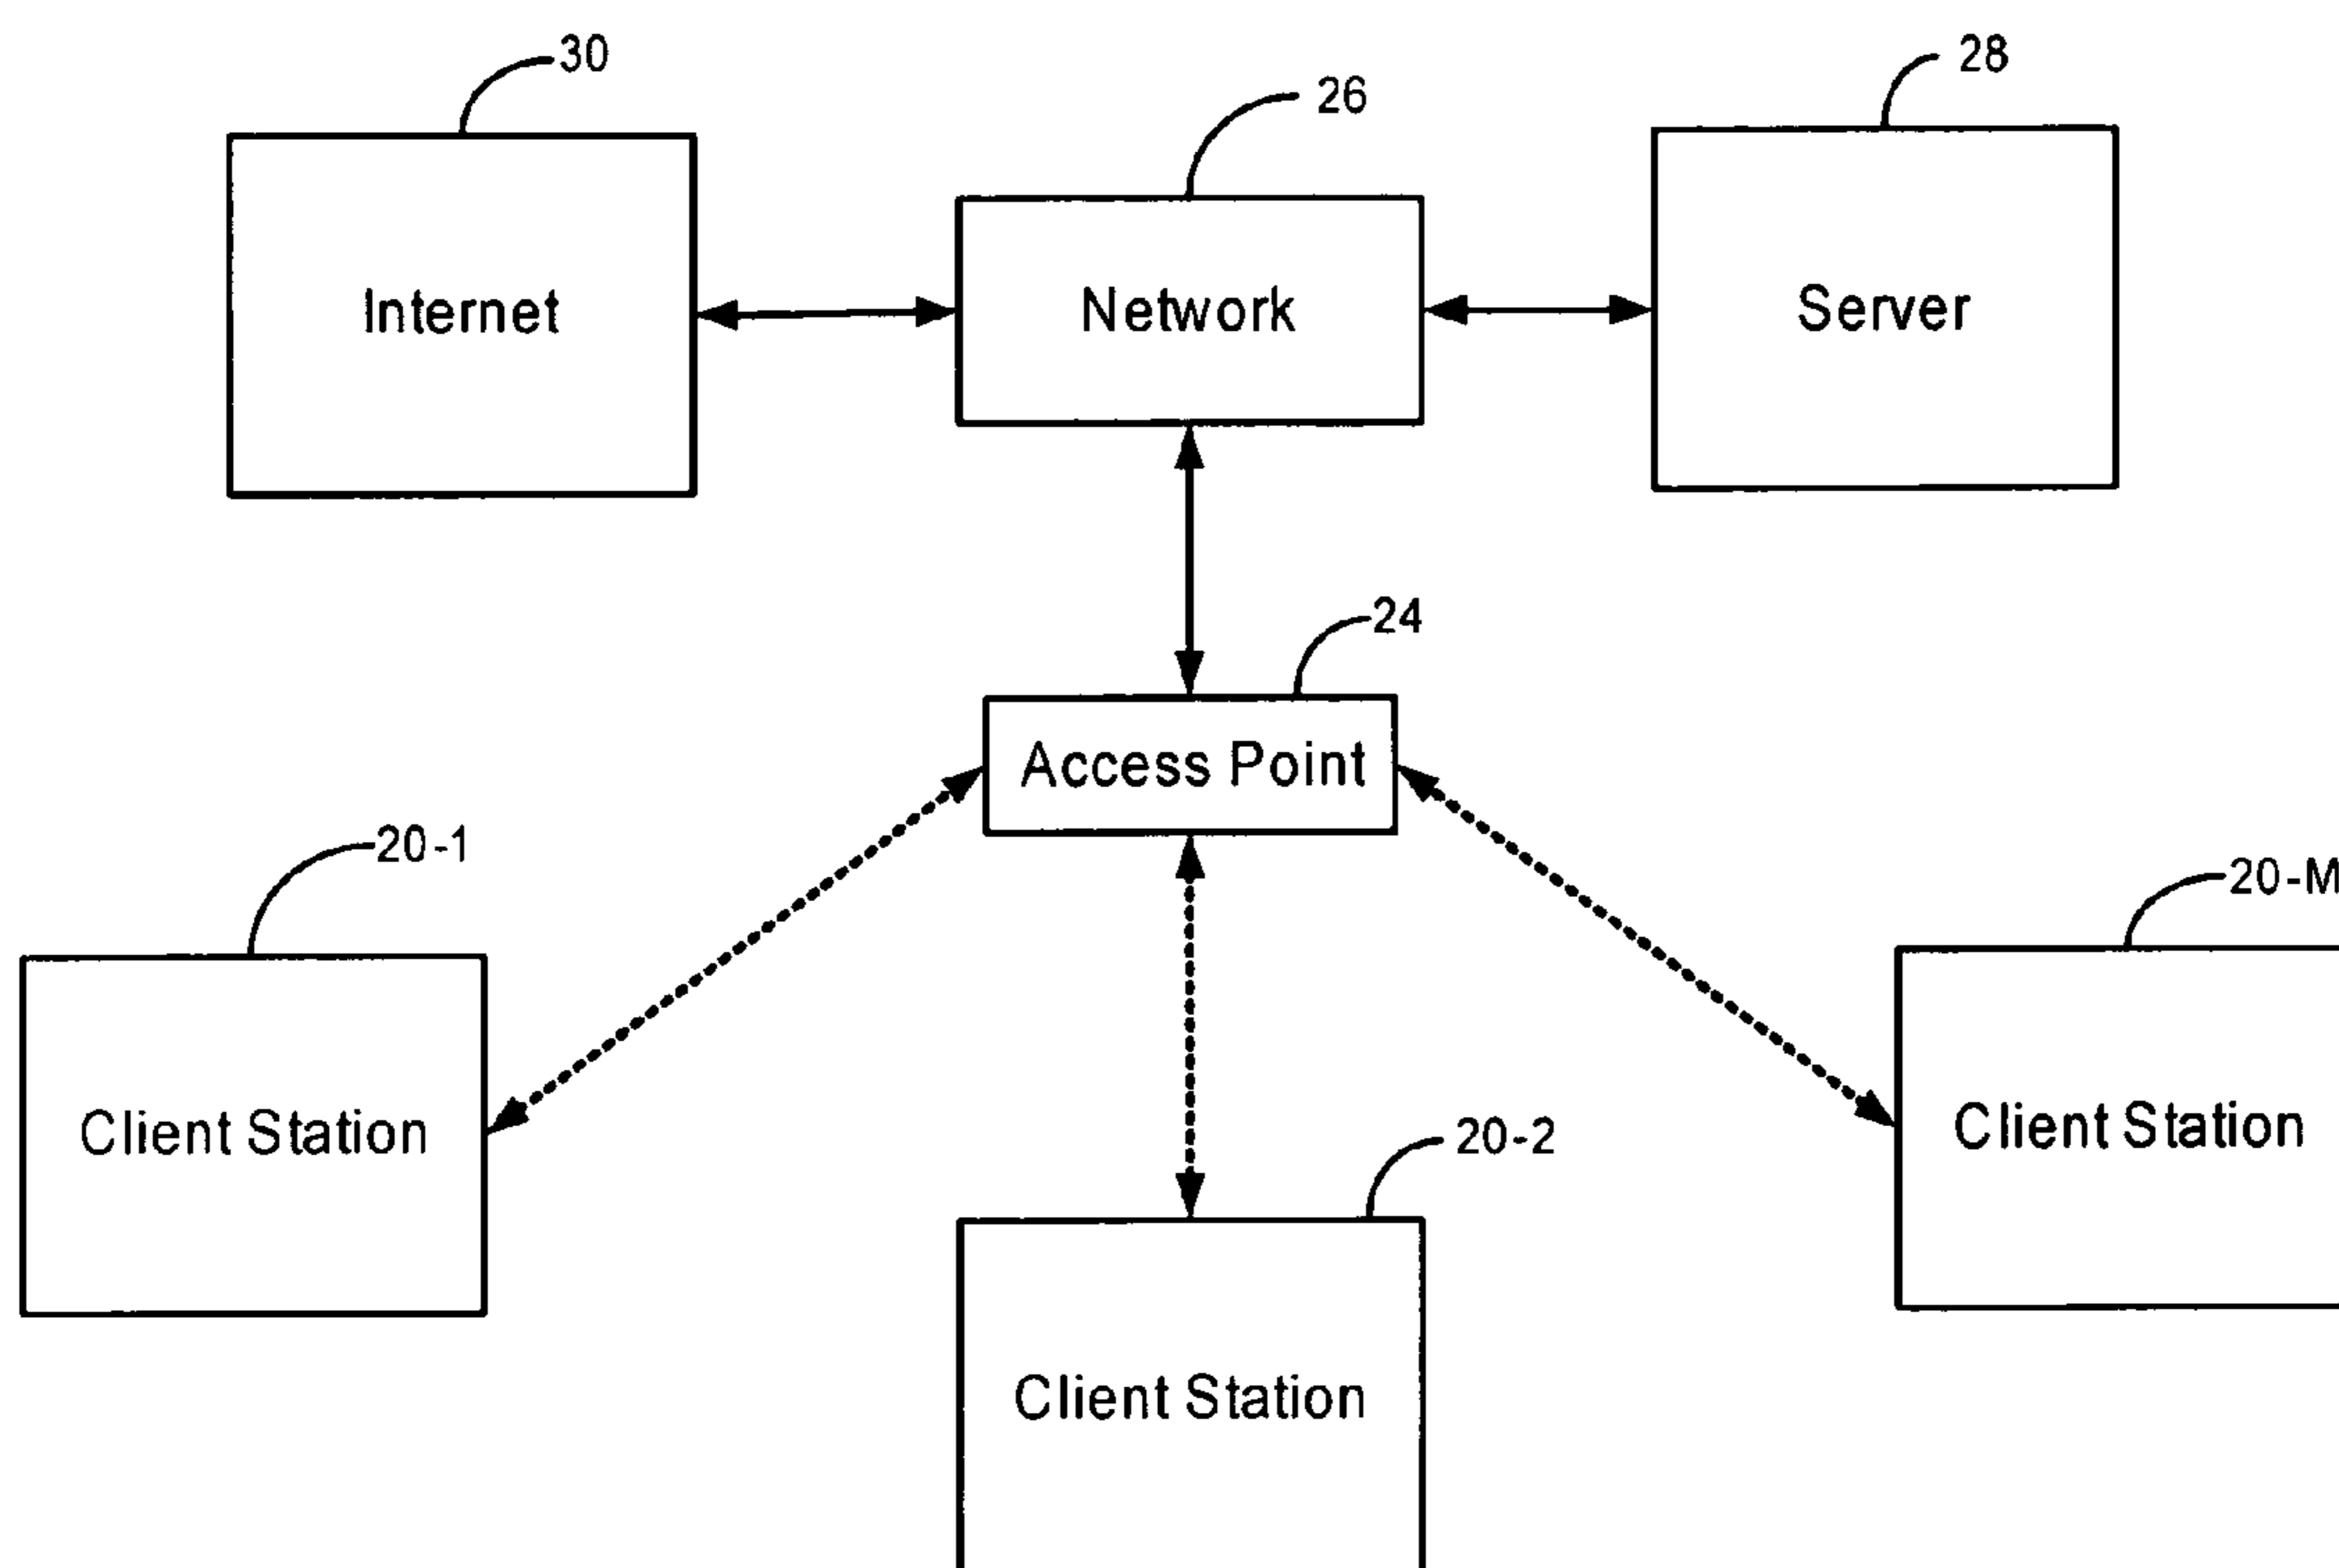 30
26
28
Internet
Network
Server
24
Access Point
20-1
20-M
Client Station
20-2
Client Station
Client Station